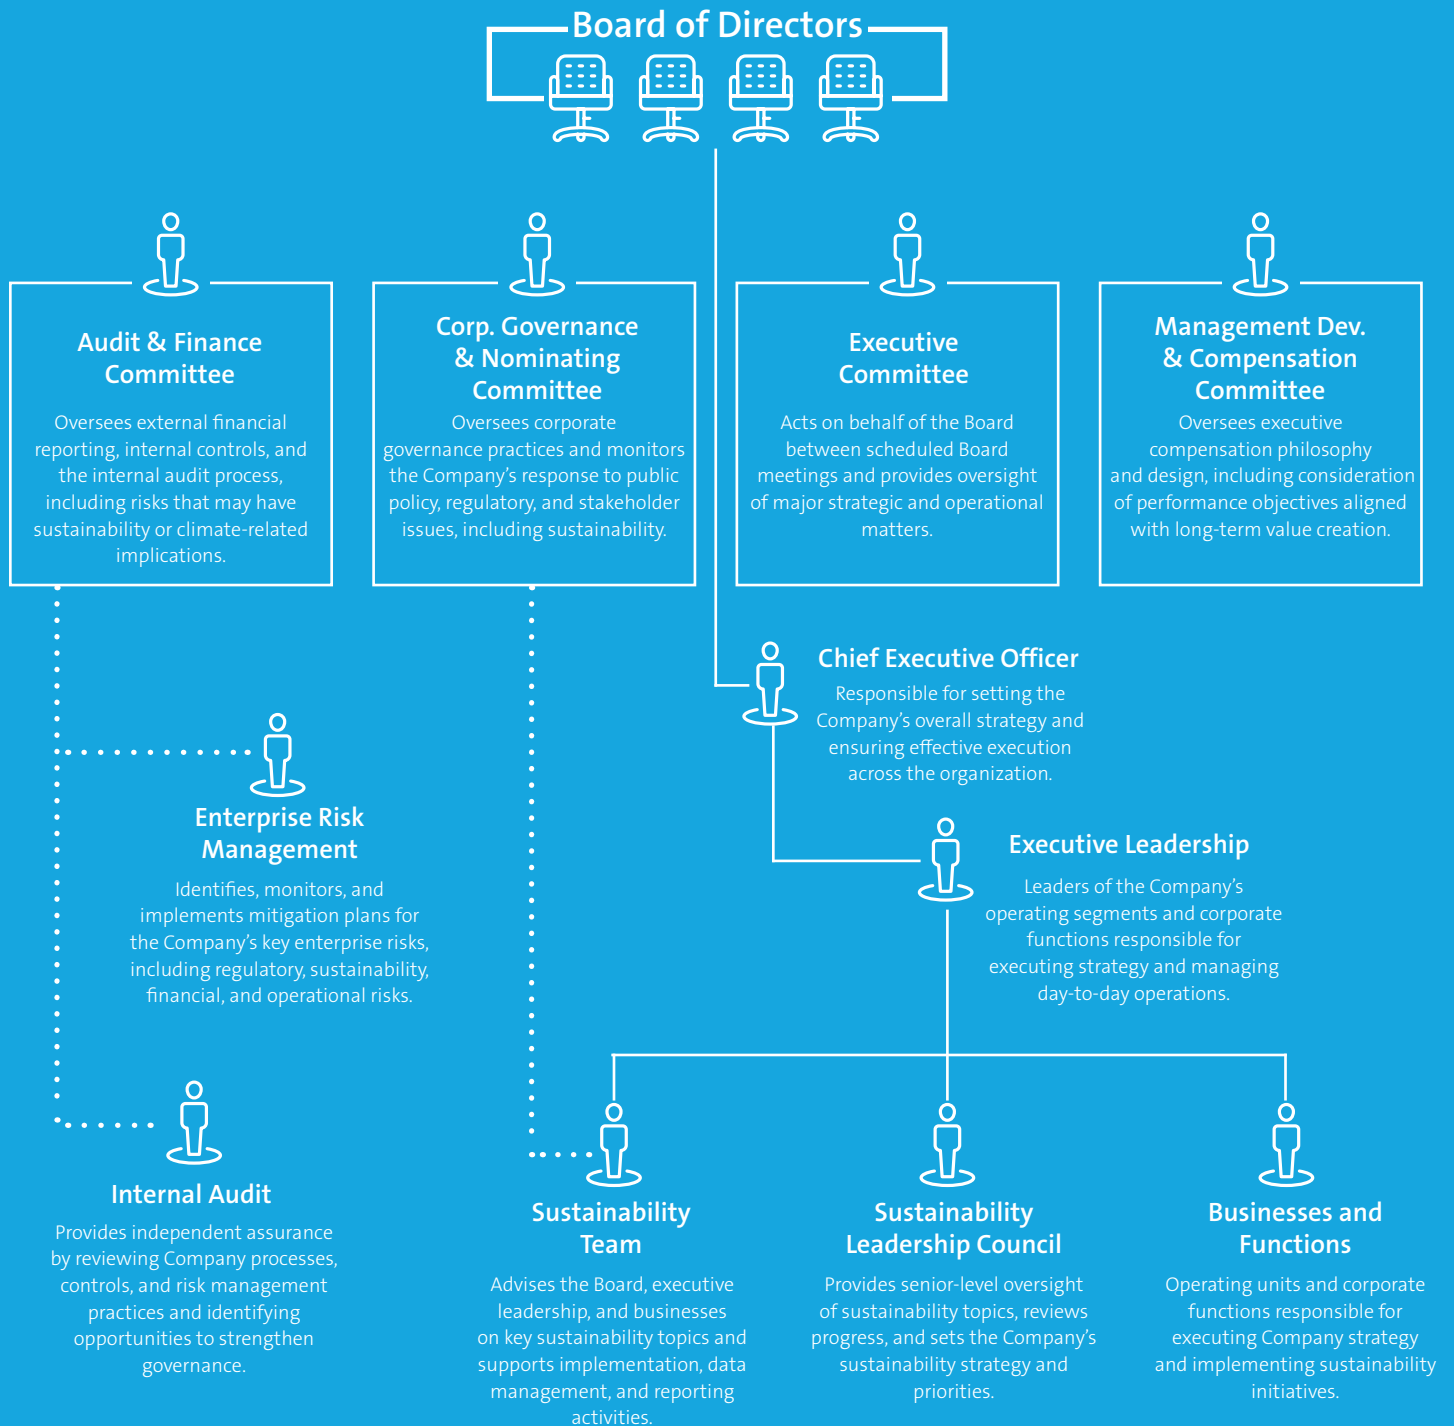 Board of Directors
Audit & Finance
Committee
Oversees external financial
reporting, internal controls, and
the internal audit process,
including risks that may have
sustainability or climate-related
implications.
Corp. Governance
& Nominating
Committee
Oversees corporate
governance practices and monitors
the Company’s response to public
policy, regulatory, and stakeholder
issues, including sustainability.
Executive
Committee
Acts on behalf of the Board
between scheduled Board
meetings and provides oversight
of major strategic and operational
matters.
Management Dev.
& Compensation
Committee
Oversees executive
compensation philosophy
and design, including consideration
of performance objectives aligned
with long-term value creation.
Chief Executive Officer
Responsible for setting the
Company’s overall strategy and
ensuring effective execution
across the organization.
Enterprise Risk
Management
Identifies, monitors, and
implements mitigation plans for
the Company’s key enterprise risks,
including regulatory, sustainability,
financial, and operational risks.
Executive Leadership
Leaders of the Company’s
operating segments and corporate
functions responsible for
executing strategy and managing
day-to-day operations.
Internal Audit
Provides independent assurance
by reviewing Company processes,
controls, and risk management
practices and identifying
opportunities to strengthen
governance.
Sustainability
Team
Advises the Board, executive
leadership, and businesses
on key sustainability topics and
supports implementation, data
management, and reporting
activities.
Sustainability
Leadership Council
Provides senior-level oversight
of sustainability topics, reviews
progress, and sets the Company’s
sustainability strategy and
priorities.
Businesses and
Functions
Operating units and corporate
functions responsible for
executing Company strategy
and implementing sustainability
initiatives.